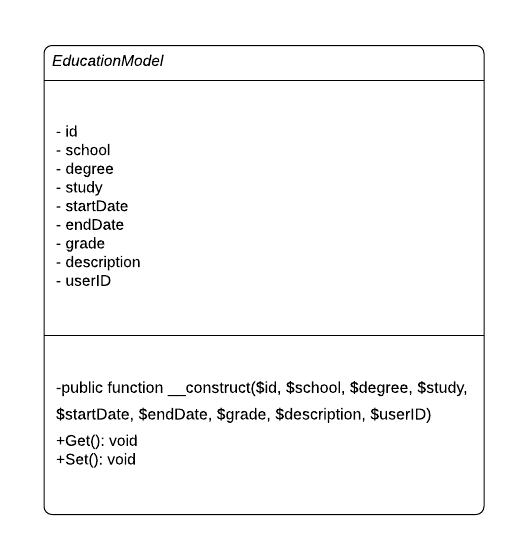 EducationModel
- id
- school
- degree
- study
- startDate
- endDate
- grade
- description
- userID
-public function __construct($id, $school, $degree, $study,
$startDate, $endDate, $grade, $description, $userID)
+Get(): void
+Set(): void